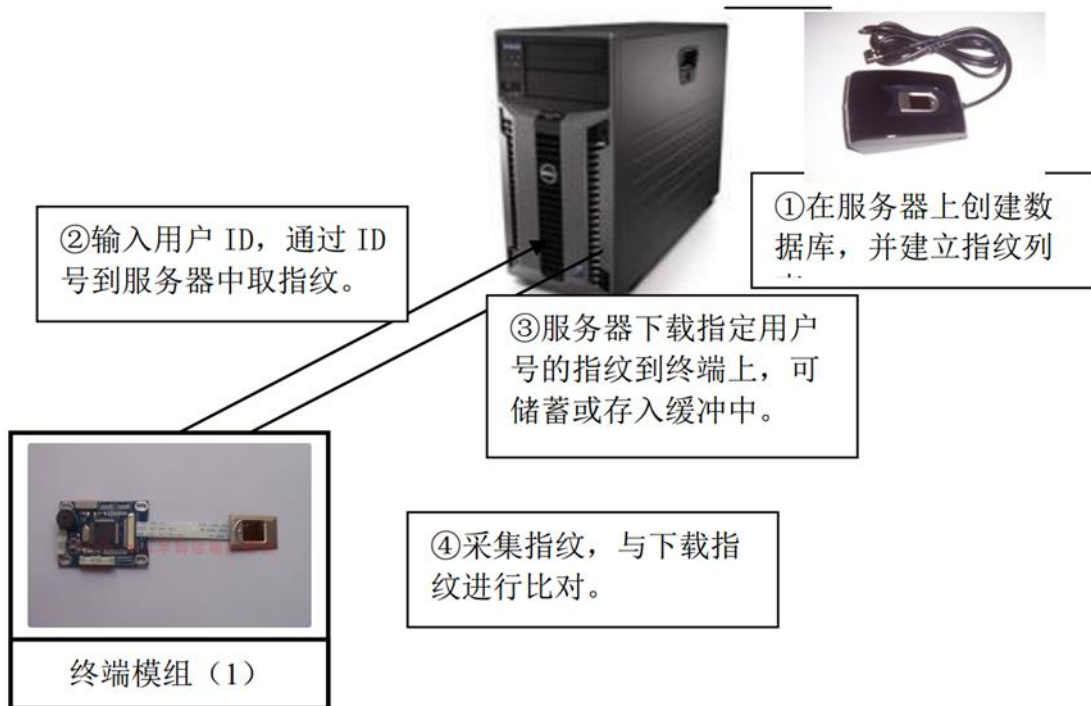 ①在服务器上创建数
据库，并建立指纹列
②输入用户 ID，通过 ID
号到服务器中取指纹。
③服务器下载指定用户
号的指纹到终端上，可
储蓄或存入缓冲中。
④采集指纹，与下载指
纹进行比对。
终端模组（1）